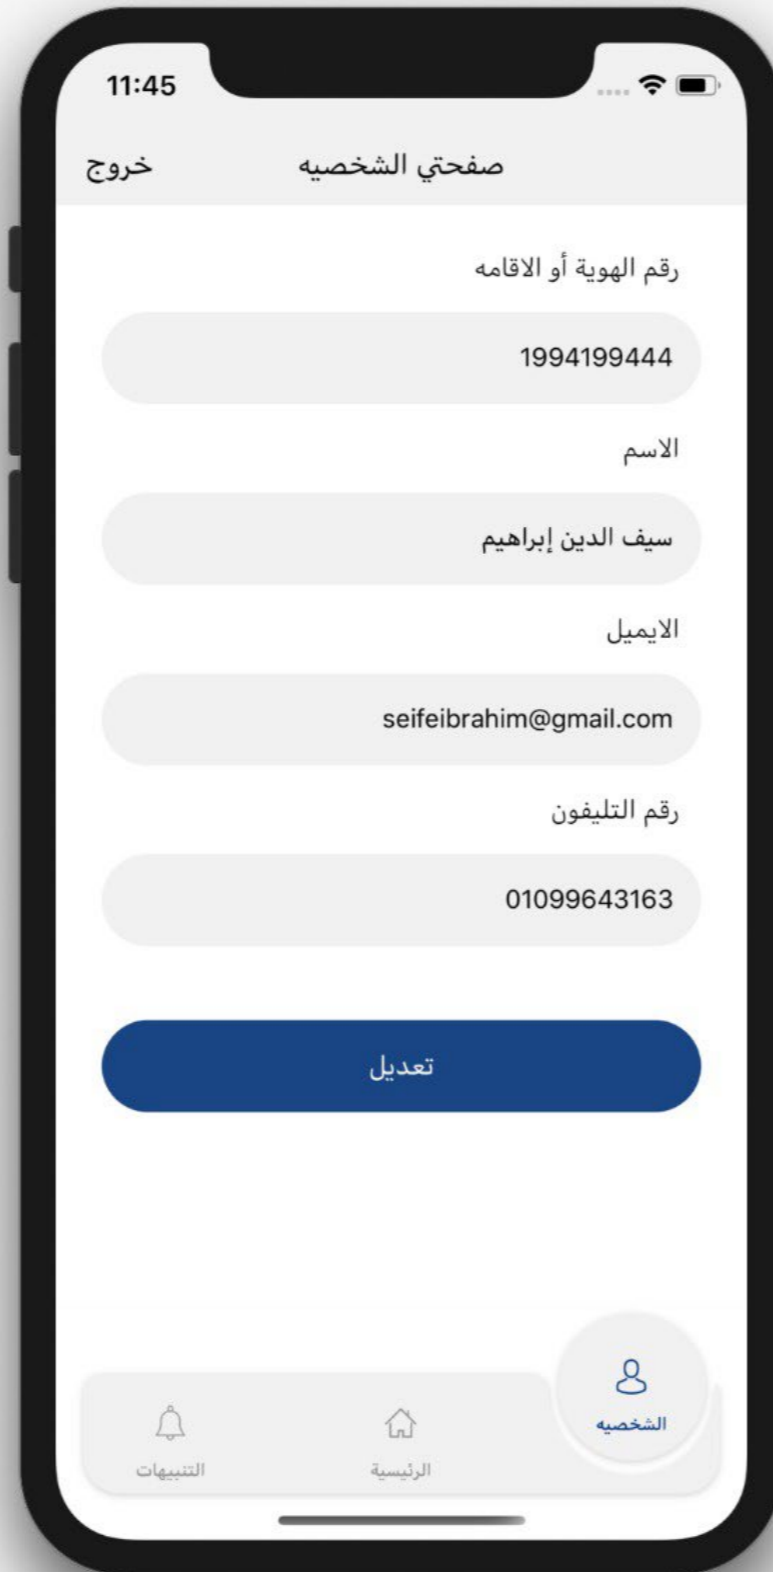 11:45
صفحتي الشخصيه
خروج
رقم الهوية أو الاقامه
1994199444
الاسم
سيف الدين إبراهيم
الايميل
seifeibrahim@gmail.com
رقم التليفون
01099643163
تعديل
الشخصيه
الرئيسية
التنبيهات